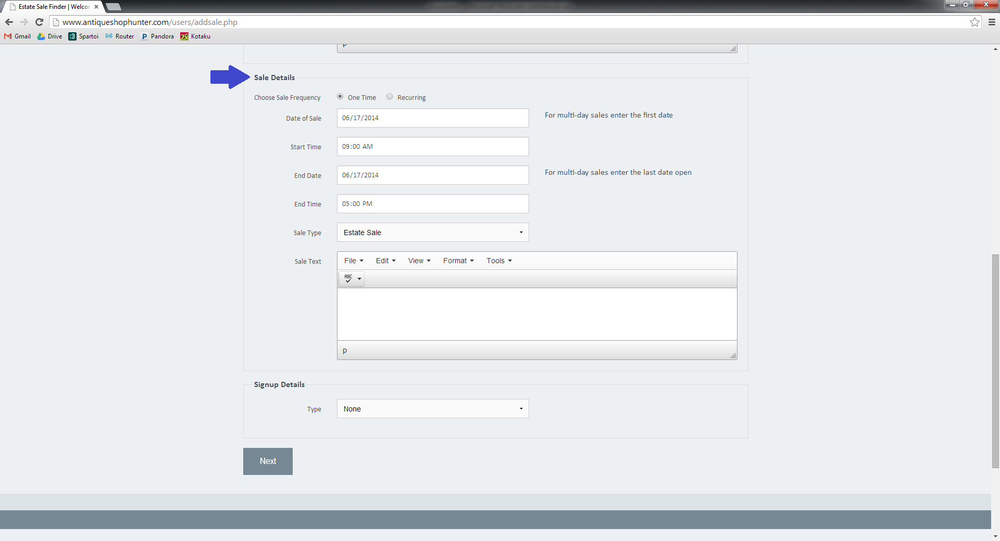 Estate Sale Finder | Welcor
www.antiqueshophunter.com/users/addsale.php
Gmail Drive Spartoi Router Pandora Kotaku
p
Sale Details
Choose Sale Frequency One Time Recurring
Date of Sale 06/17/2014 For multi-day sales enter the first date
Start Time 09:00 AM
End Date 06/17/2014 For multi-day sales enter the last date open
End Time 05:00 PM
Sale Type Estate Sale
Sale Text File Edit View Format Tools
ABC
p
Signup Details
Type None
Next